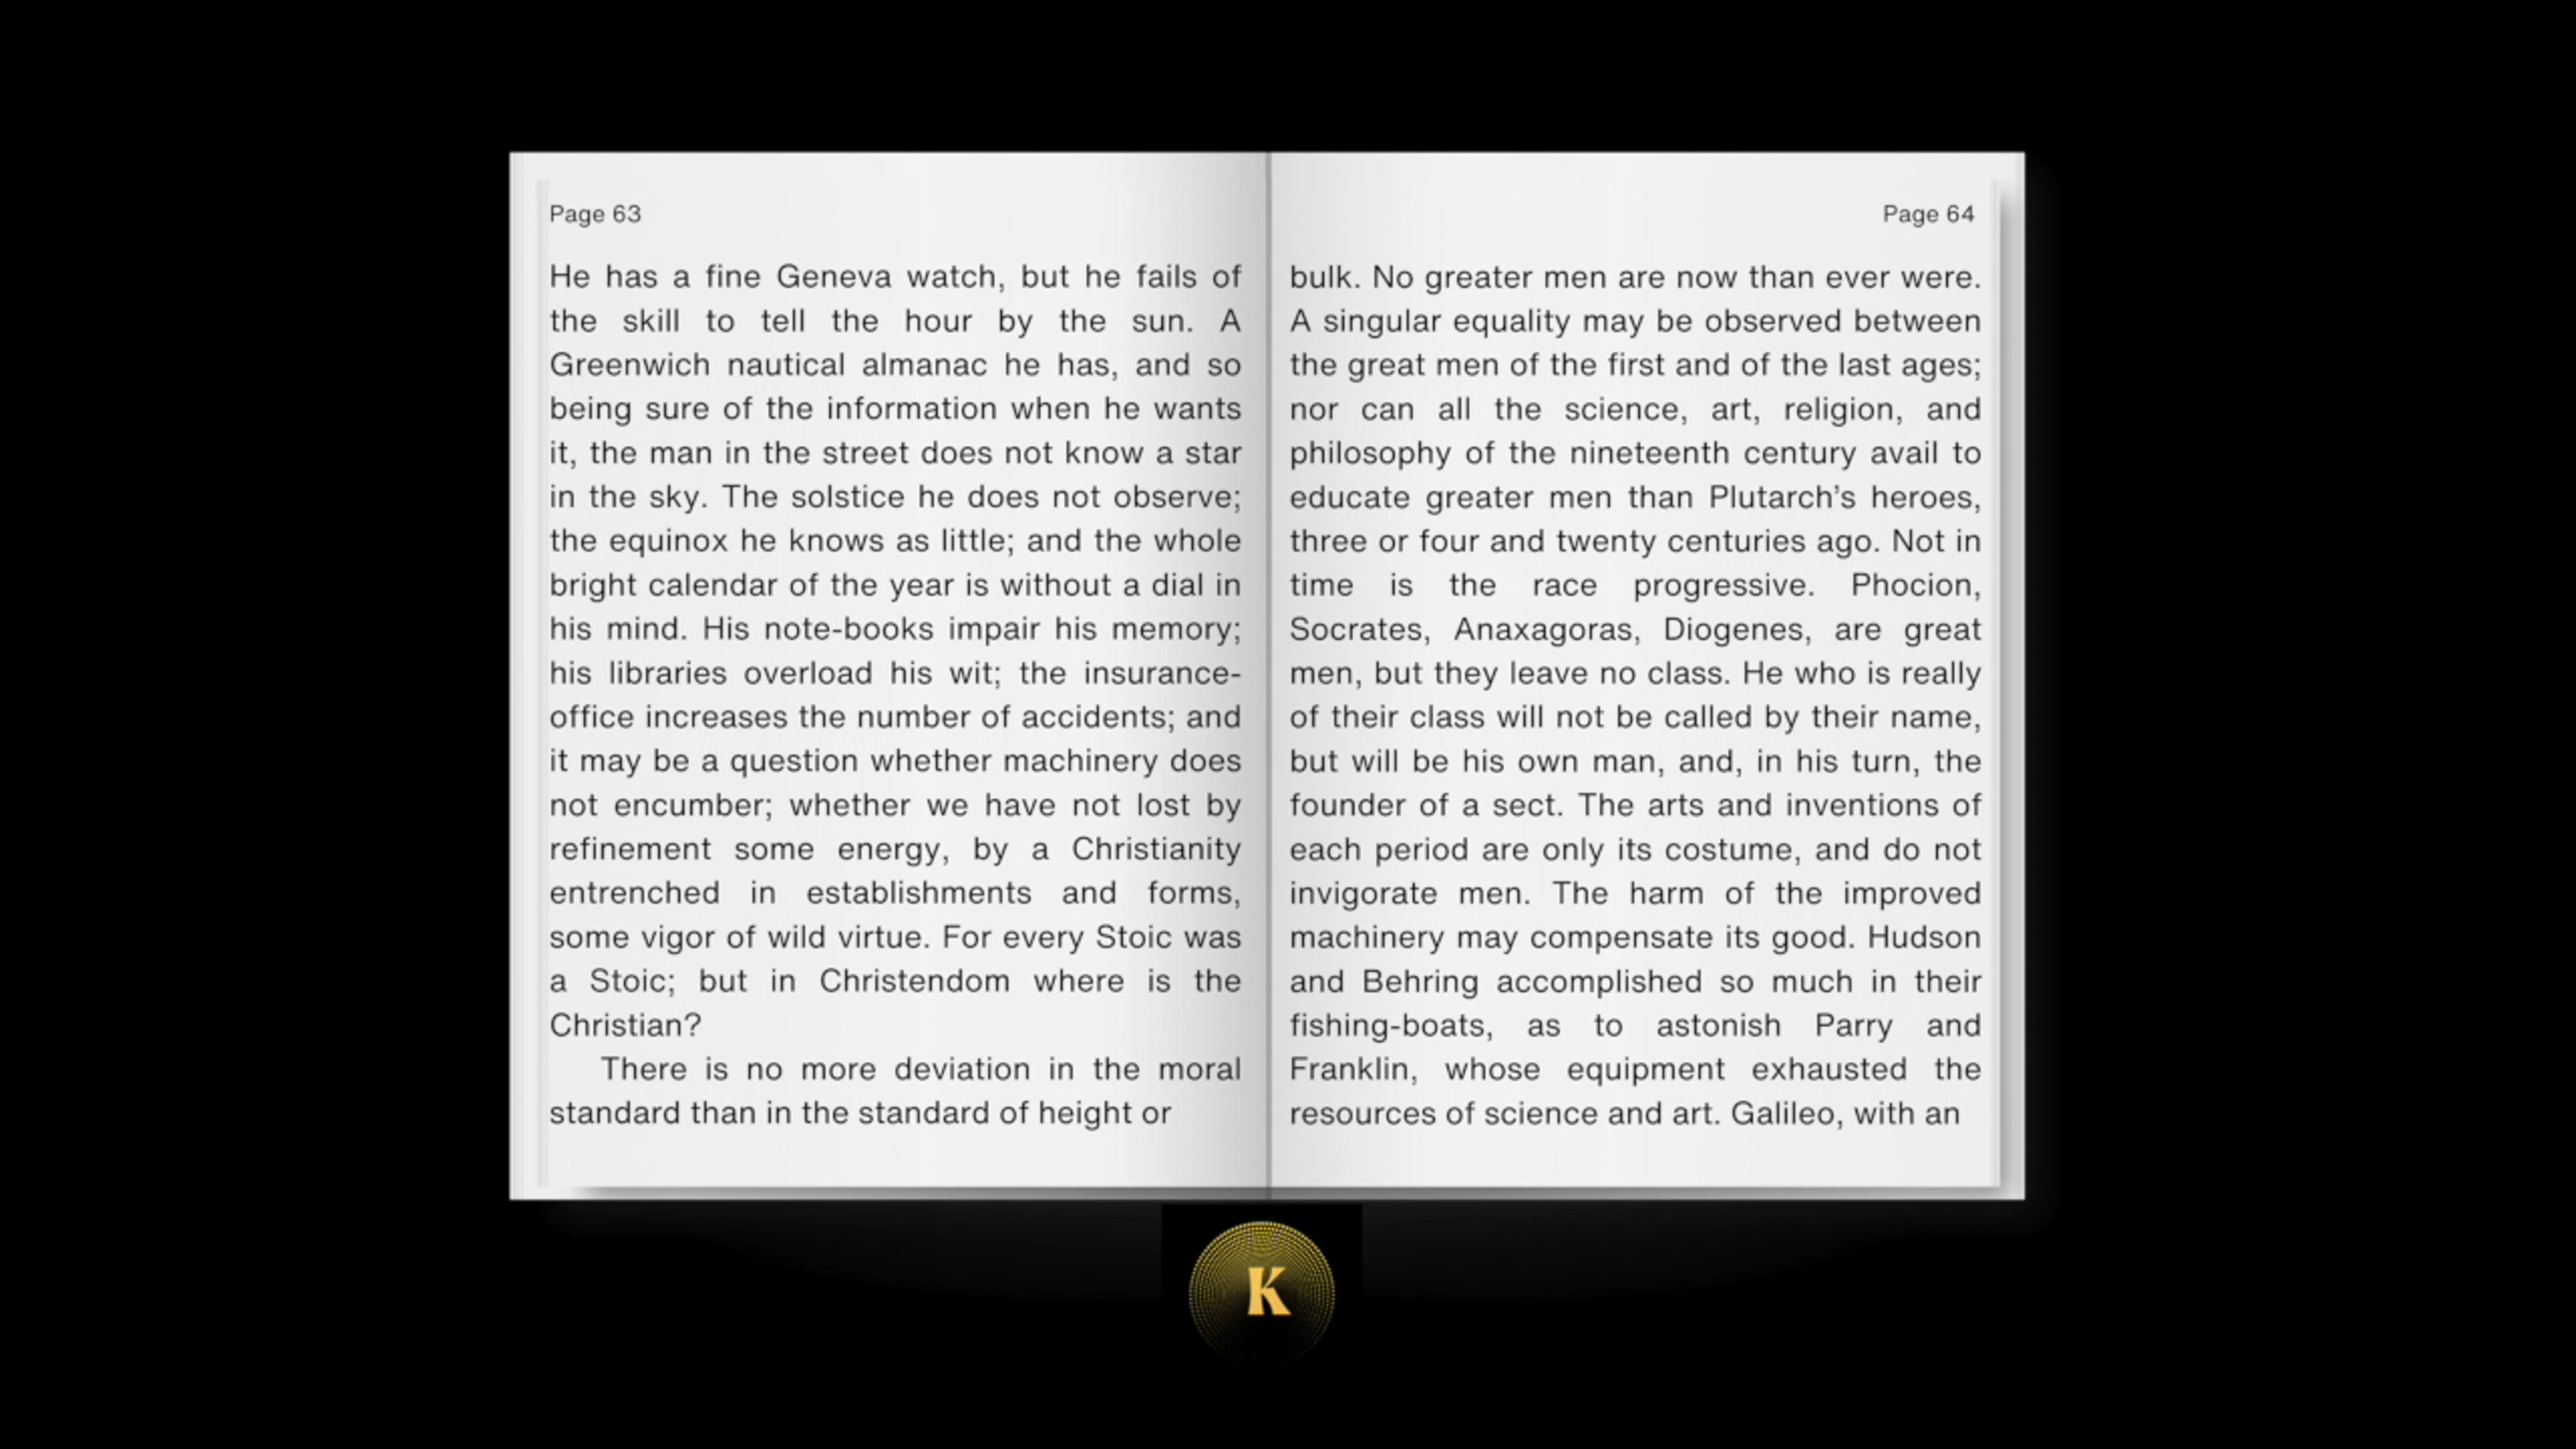 Page 63
He has a fine Geneva watch, but he fails of
the skill to tell the hour by the sun. A
Greenwich nautical almanac he has, and so
being sure of the information when he wants
it, the man in the street does not know a star
in the sky. The solstice he does not observe;
the equinox he knows as little; and the whole
bright calendar of the year is without a dial in
his mind. His note-books impair his memory;
his libraries overload his wit; the insurance-
office increases the number of accidents; and
it may be a question whether machinery does
not encumber; whether we have not lost by
refinement some energy, by a Christianity
entrenched in establishments and forms,
some vigor of wild virtue. For every Stoic was
a Stoic; but in Christendom where is the
Christian?
There is no more deviation in the moral
standard than in the standard of height or
Page 64
bulk. No greater men are now than ever were.
A singular equality may be observed between
the great men of the first and of the last ages;
nor can all the science, art, religion, and
philosophy of the nineteenth century avail to
educate greater men than Plutarch’s heroes,
three or four and twenty centuries ago. Not in
time is the race progressive. Phocion,
Socrates, Anaxagoras, Diogenes, are great
men, but they leave no class. He who is really
of their class will not be called by their name,
but will be his own man, and, in his turn, the
founder of a sect. The arts and inventions of
each period are only its costume, and do not
invigorate men. The harm of the improved
machinery may compensate its good. Hudson
and Behring accomplished so much in their
fishing-boats, as to astonish Parry and
Franklin, whose equipment exhausted the
resources of science and art. Galileo, with an
K